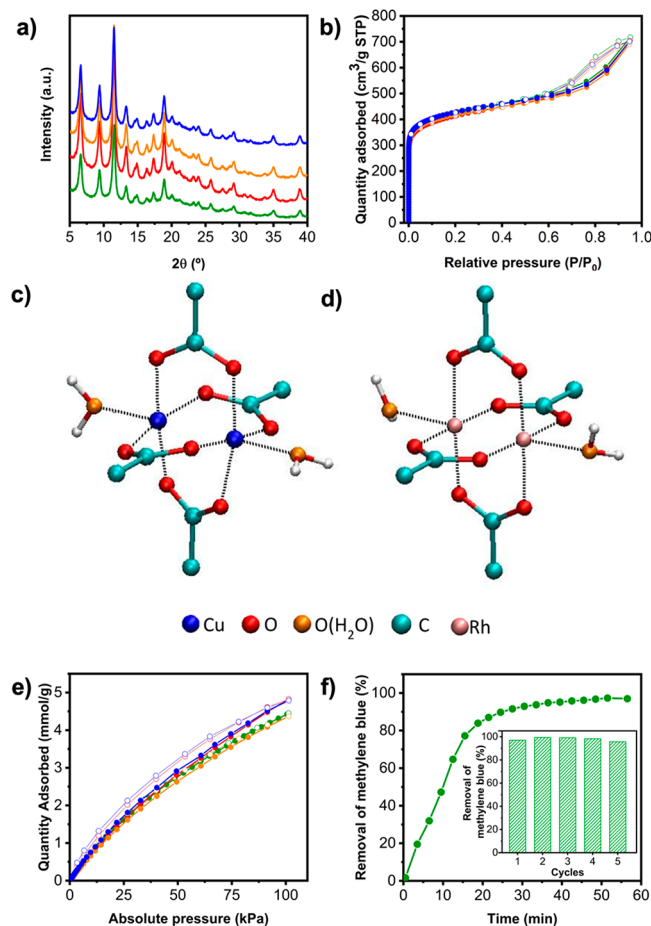 a)
Intensity (a.u.)
5 10 15 20 25 30 35 40
2θ (º)
b)
Quantity adsorbed (cm³/g STP)
800
700
600
500
400
300
200
100
0
0.0 0.2 0.4 0.6 0.8 1.0
Relative pressure (P/P₀)
c)
d)
Cu O O(H₂O) C Rh
e)
Quantity Adsorbed (mmol/g)
5
4
3
2
1
0
0 25 50 75 100
Absolute pressure (kPa)
f)
Removal of methylene blue (%)
100
80
60
40
20
0
0 10 20 30 40 50 60
Time (min)
Removal of
methylene blue (%)
100
80
60
40
20
0
1 2 3 4 5
Cycles